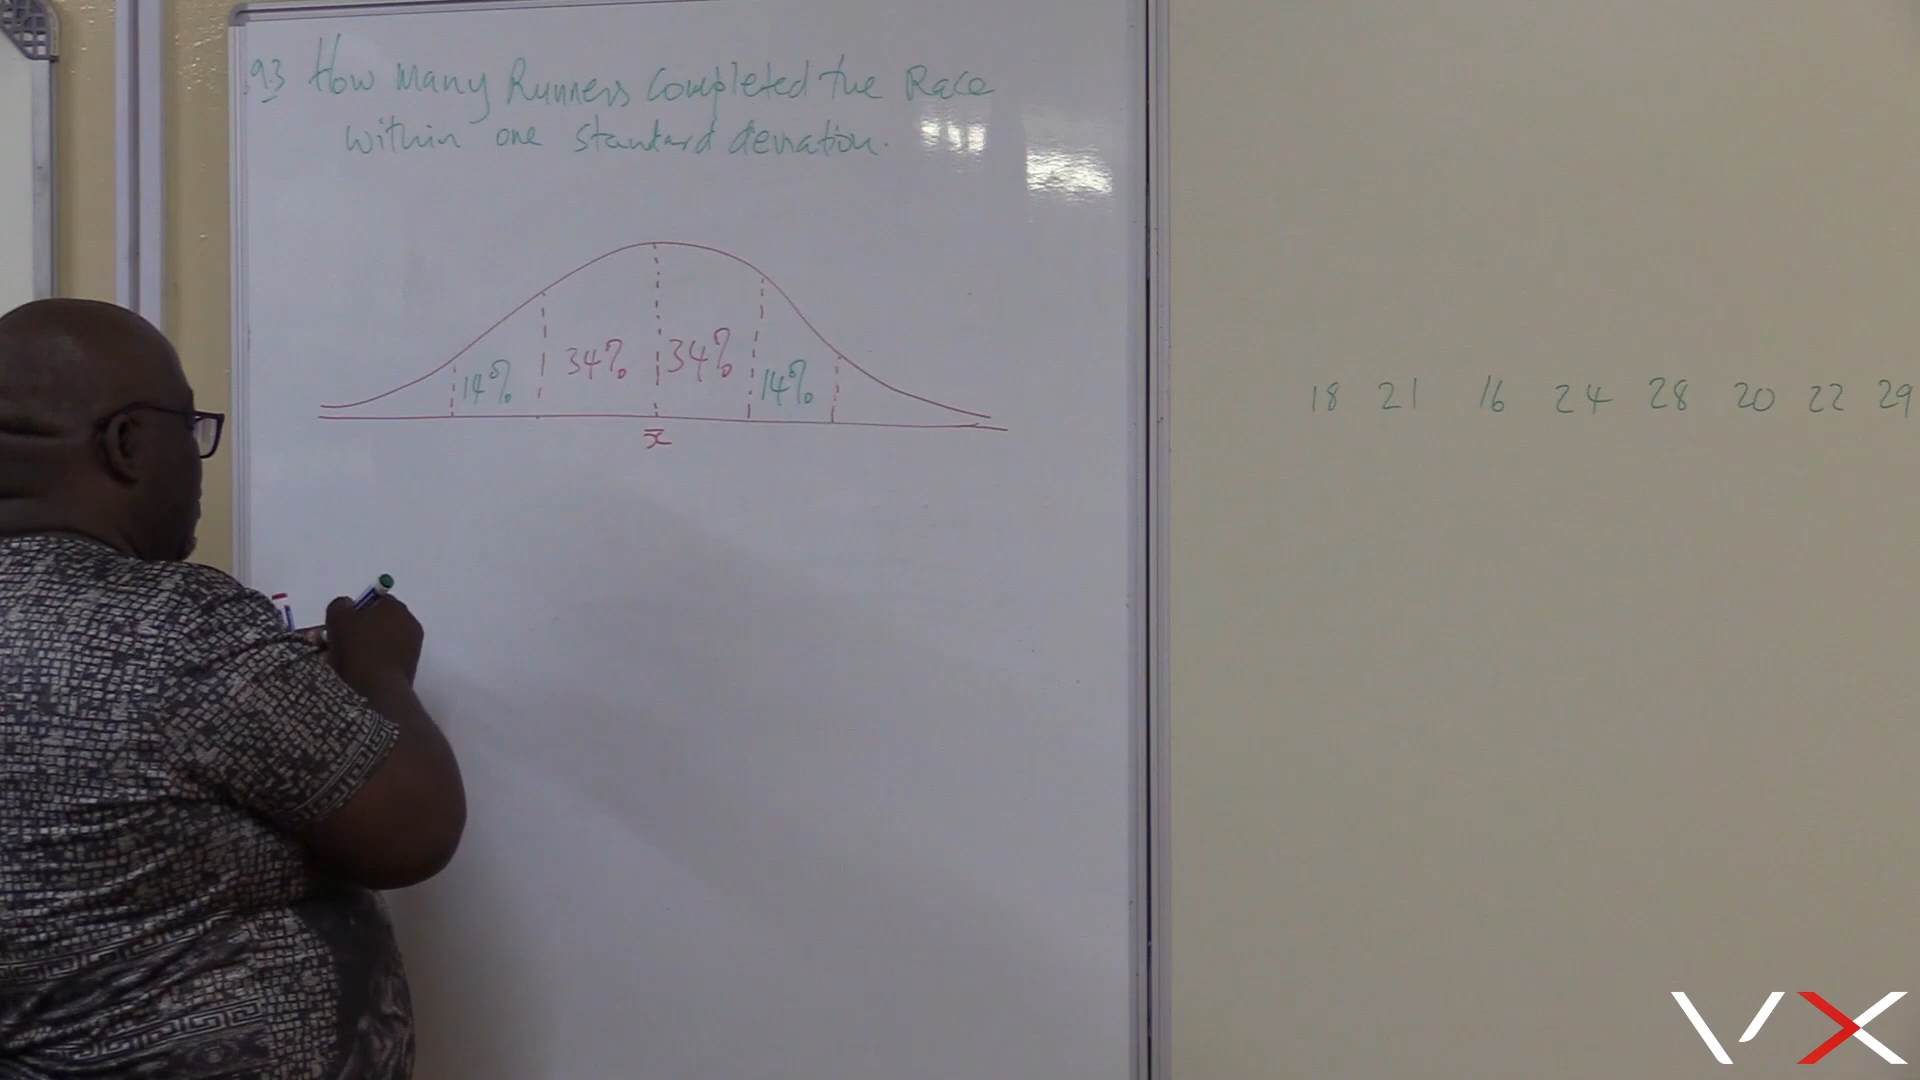 9.3 How Many Runners Completed the Race
within one standard deviation.
14% 34% 34% 14%
x̄
18 21 16 24 28 20 22 29
VX